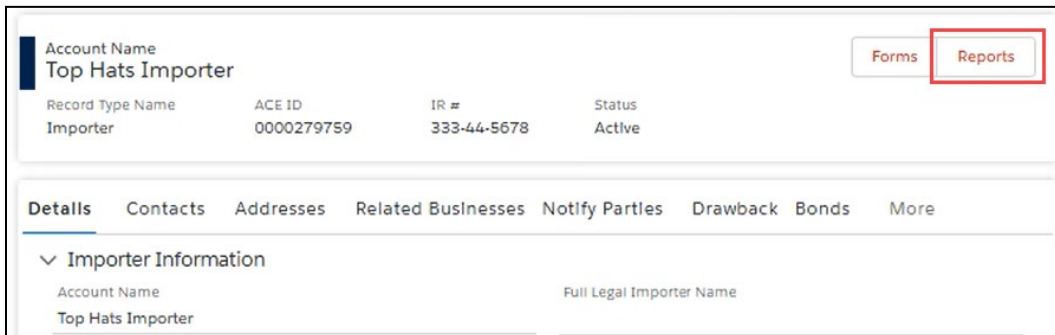 Account Name
Top Hats Importer
Forms Reports
Record Type Name ACE ID IR # Status
Importer 0000279759 333-44-5678 Active
Details Contacts Addresses Related Businesses Notify Parties Drawback Bonds More
Importer Information
Account Name Full Legal Importer Name
Top Hats Importer